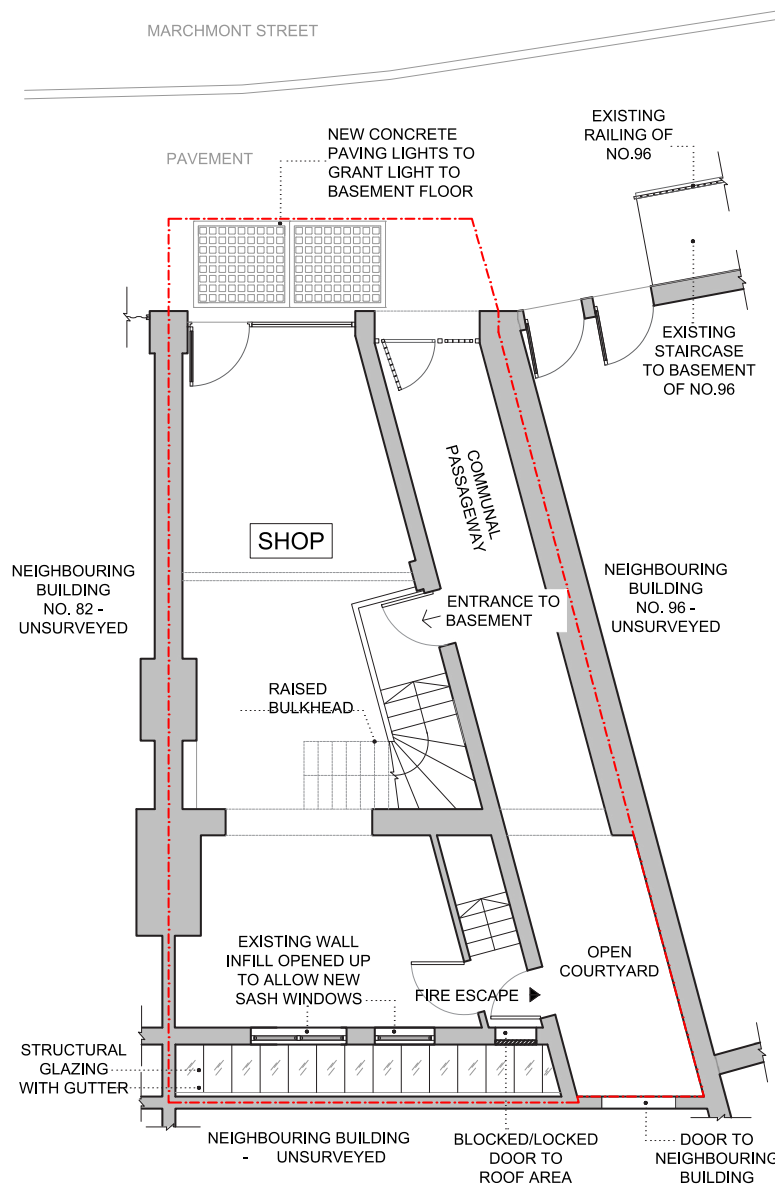 MARCHMONT STREET
EXISTING
RAILING OF
NO.96
NEW CONCRETE
PAVING LIGHTS TO
GRANT LIGHT TO
BASEMENT FLOOR
PAVEMENT
EXISTING
STAIRCASE
TO BASEMENT
OF NO.96
COMMUNAL
PASSAGEWAY
SHOP
NEIGHBOURING
BUILDING
NO. 82 -
UNSURVEYED
NEIGHBOURING
BUILDING
NO. 96 -
UNSURVEYED
ENTRANCE TO
BASEMENT
RAISED
BULKHEAD
EXISTING WALL
INFILL OPENED UP
TO ALLOW NEW
SASH WINDOWS
OPEN
COURTYARD
FIRE ESCAPE
STRUCTURAL
GLAZING
WITH GUTTER
NEIGHBOURING BUILDING
- UNSURVEYED
BLOCKED/LOCKED
DOOR TO
ROOF AREA
DOOR TO
NEIGHBOURING
BUILDING